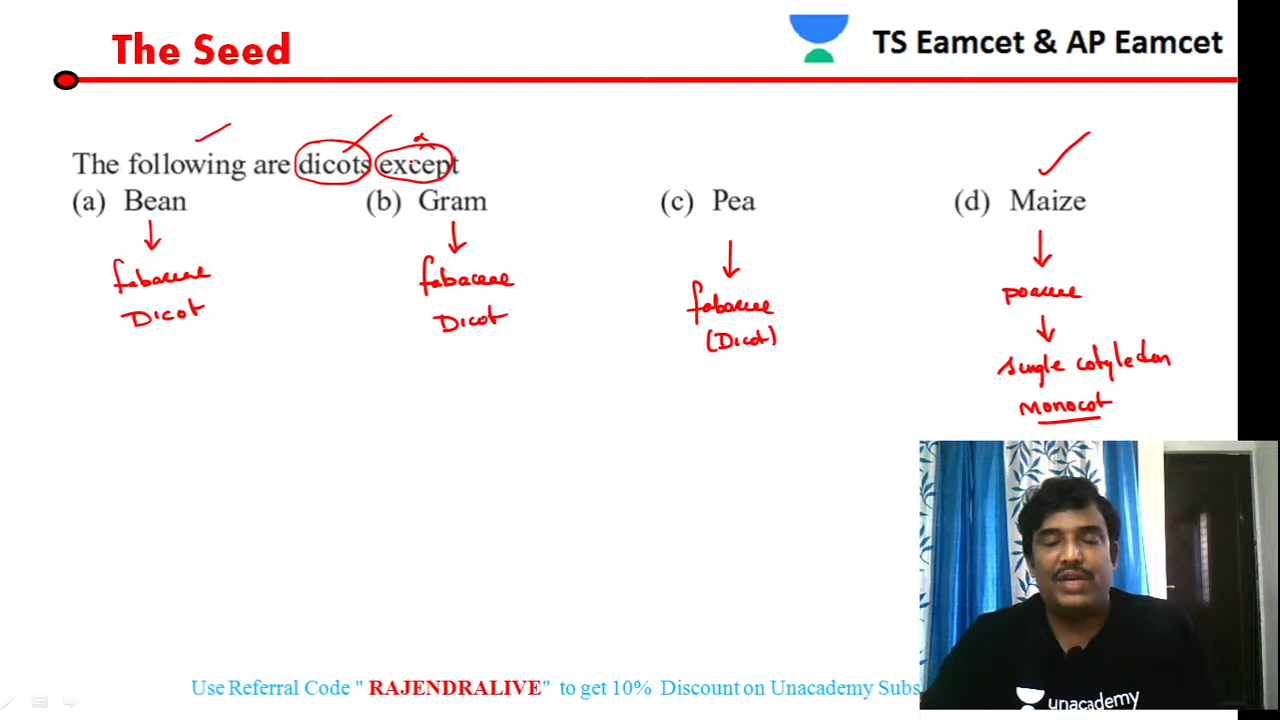 The Seed
TS Eamcet & AP Eamcet
The following are dicots except
(a) Bean (b) Gram (c) Pea (d) Maize
fabaceae fabaceae fabaceae poaceae
Dicot Dicot (Dicot) single cotyledon
Monocot
Use Referral Code " RAJENDRALIVE" to get 10% Discount on Unacademy Subs
unacademy